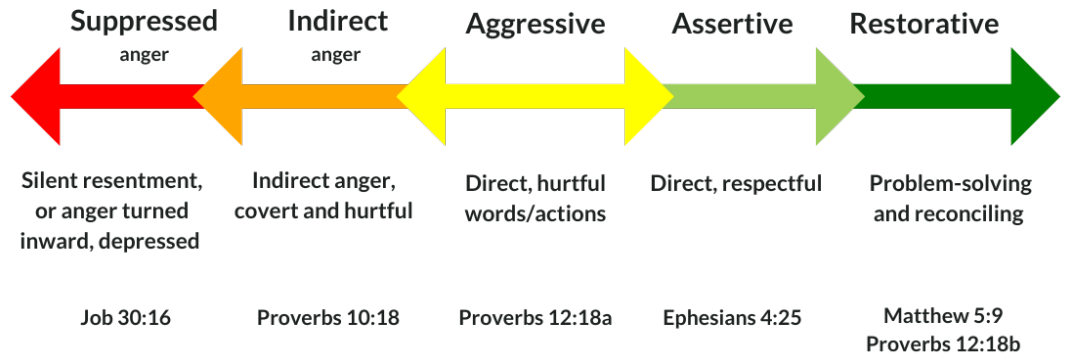 Suppressed
anger
Indirect
anger
Aggressive
Assertive
Restorative
Silent resentment,
or anger turned
inward, depressed
Indirect anger,
covert and hurtful
Direct, hurtful
words/actions
Direct, respectful
Problem-solving
and reconciling
Job 30:16
Proverbs 10:18
Proverbs 12:18a
Ephesians 4:25
Matthew 5:9
Proverbs 12:18b